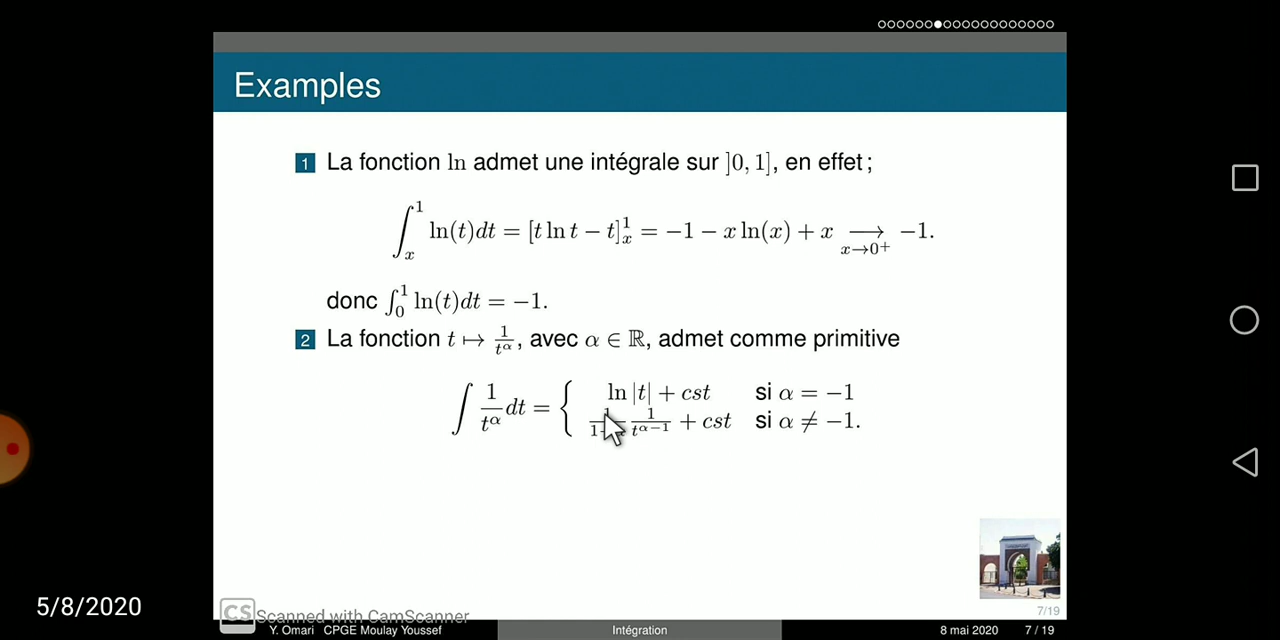 Examples
1 La fonction ln admet une intégrale sur ]0, 1], en effet ;
∫_x^1 ln(t)dt = [t ln t − t]_x^1 = −1 − x ln(x) + x ⟶_{x→0⁺} −1.
donc ∫_0^1 ln(t)dt = −1.
2 La fonction t ↦ 1/t^α, avec α ∈ ℝ, admet comme primitive
∫ 1/t^α dt = { ln |t| + cst si α = −1
1/t^{α−1} + cst si α ≠ −1.
7/19
5/8/2020
CS Scanned with CamScanner
Y. Omari CPGE Moulay Youssef Intégration 8 mai 2020 7 / 19